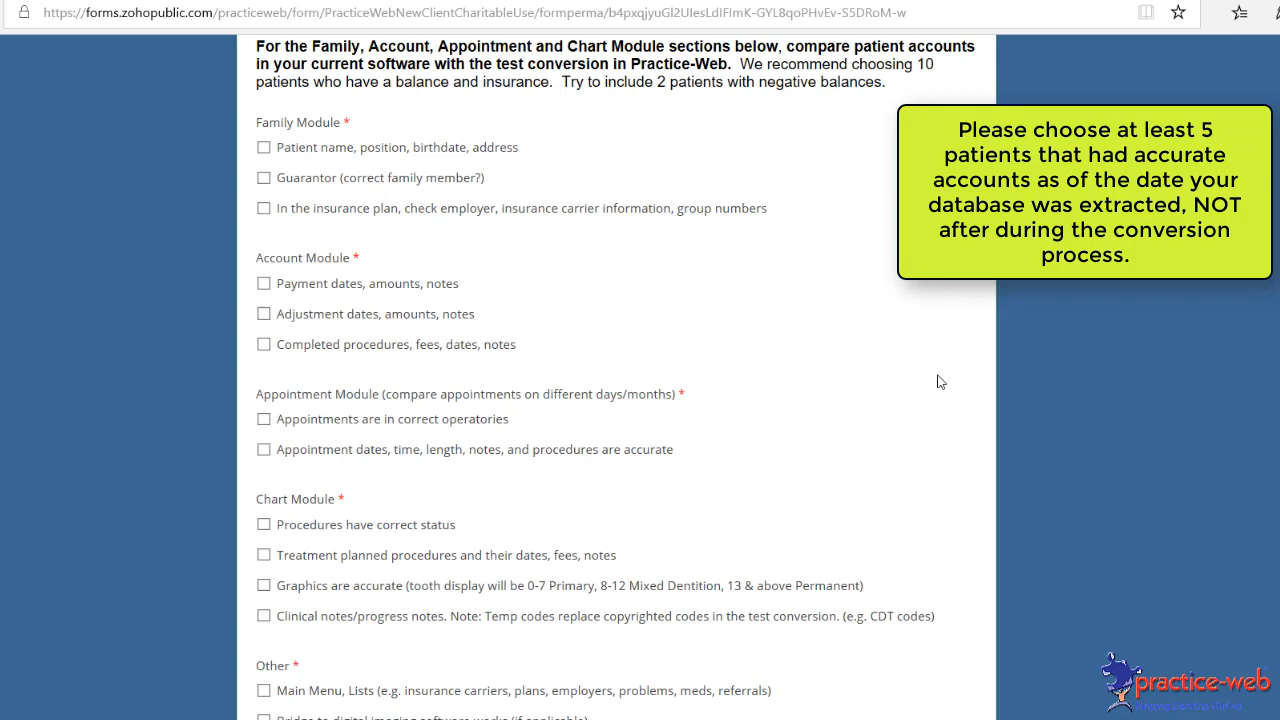 https://forms.zohopublic.com/practiceweb/form/PracticeWebNewClientCharitableUse/formperma/b4pxqjyuGl2UIesLdIFImK-GYL8qoPHvEv-S5DRoM-w
For the Family, Account, Appointment and Chart Module sections below, compare patient accounts
in your current software with the test conversion in Practice-Web. We recommend choosing 10
patients who have a balance and insurance. Try to include 2 patients with negative balances.
Please choose at least 5
patients that had accurate
accounts as of the date your
database was extracted, NOT
after during the conversion
process.
Family Module *
Patient name, position, birthdate, address
Guarantor (correct family member?)
In the insurance plan, check employer, insurance carrier information, group numbers
Account Module *
Payment dates, amounts, notes
Adjustment dates, amounts, notes
Completed procedures, fees, dates, notes
Appointment Module (compare appointments on different days/months) *
Appointments are in correct operatories
Appointment dates, time, length, notes, and procedures are accurate
Chart Module *
Procedures have correct status
Treatment planned procedures and their dates, fees, notes
Graphics are accurate (tooth display will be 0-7 Primary, 8-12 Mixed Dentition, 13 & above Permanent)
Clinical notes/progress notes. Note: Temp codes replace copyrighted codes in the test conversion. (e.g. CDT codes)
Other *
Main Menu, Lists (e.g. insurance carriers, plans, employers, problems, meds, referrals)
Bridge to digital imaging software works (if applicable)
practice-web